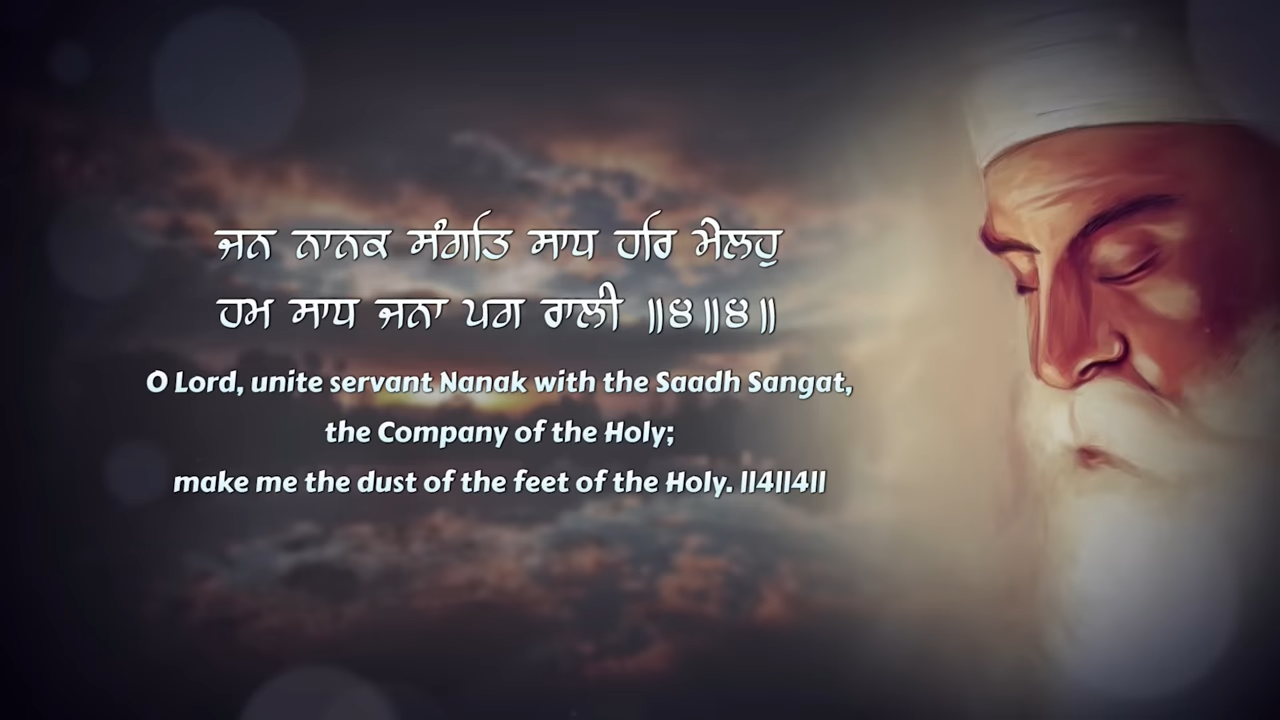 ਜਨ ਨਾਨਕ ਸੰਗਤਿ ਸਾਧ ਹਰਿ ਮੇਲਹੁ
ਹਮ ਸਾਧ ਜਨਾ ਪਗ ਰਾਲੀ ॥੪॥੪॥
O Lord, unite servant Nanak with the Saadh Sangat,
the Company of the Holy;
make me the dust of the feet of the Holy. ||4||4||